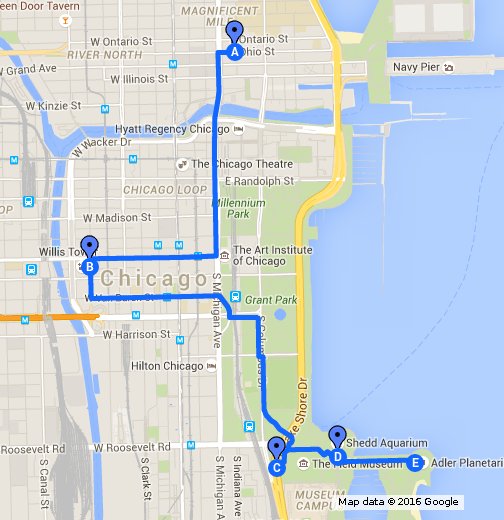 een Door Tavern
MAGNIFICENT
MILE
A
W Ontario St
Ontario St
Ohio St
RIVER NORTH
W Grand Ave
W Illinois St
Navy Pier
W Kinzie St
M
Hyatt Regency Chicago
W Wacker Dr
The Chicago Theatre
E Randolph St
CHICAGO LOOP
Millennium
Park
OP
W Madison St
Willis Tow
B
The Art Institute
of Chicago
Chicago
S Michigan Ave
Grant Park
W Harrison St
Hilton Chicago
Lake Shore Dr
Roosevelt Rd
W Roosevelt Rd
Shedd Aquarium
C
D
E
The Field Museum
Adler Planetari
S Canal St
S Clark St
S Michigan A
S Indiana Ave
MUSEUM
CAMPU
Map data © 2016 Google